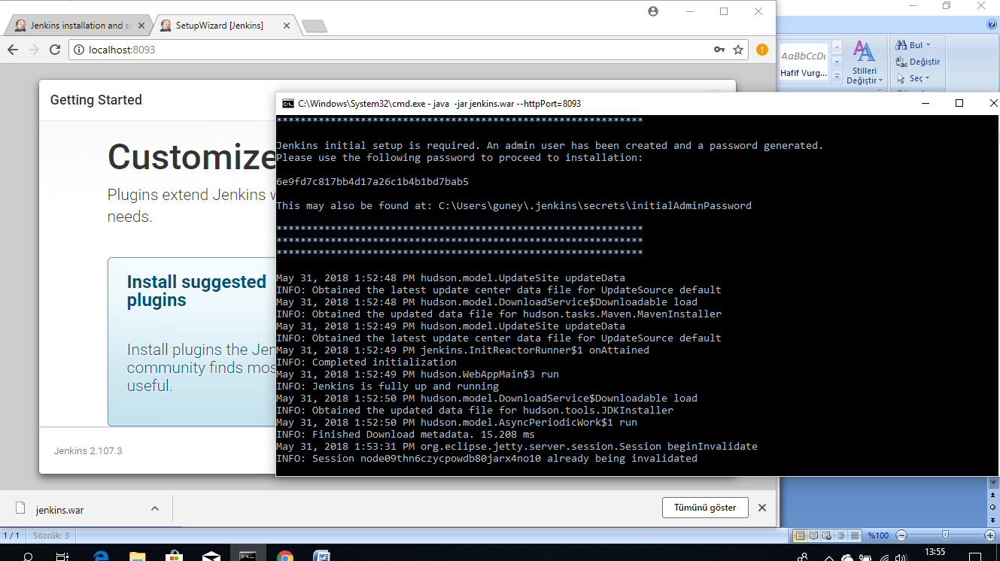 Jenkins installation and s
SetupWizard [Jenkins]
localhost:8093
Getting Started
Customize
Plugins extend Jenkins
needs.
Install suggested
plugins
Install plugins the
community finds
useful.
Jenkins 2.107.3
jenkins.war
Tümünü göster
AaBbCcDc
Hafif Vurg...
Stilleri
Değiştir
Bul
Değiştir
Seç
C:\Windows\System32\cmd.exe - java -jar jenkins.war --httpPort=8093
*************************************************************
Jenkins initial setup is required. An admin user has been created and a password generated.
Please use the following password to proceed to installation:
6e9fd7c817bb4d17a26c1b4b1bd7bab5
This may also be found at: C:\Users\guney\.jenkins\secrets\initialAdminPassword
*************************************************************
*************************************************************
*************************************************************
May 31, 2018 1:52:48 PM hudson.model.UpdateSite updateData
INFO: Obtained the latest update center data file for UpdateSource default
May 31, 2018 1:52:48 PM hudson.model.DownloadService$Downloadable load
INFO: Obtained the updated data file for hudson.tasks.Maven.MavenInstaller
May 31, 2018 1:52:49 PM hudson.model.UpdateSite updateData
INFO: Obtained the latest update center data file for UpdateSource default
May 31, 2018 1:52:49 PM jenkins.InitReactorRunner$1 onAttained
INFO: Completed initialization
May 31, 2018 1:52:49 PM hudson.WebAppMain$3 run
INFO: Jenkins is fully up and running
May 31, 2018 1:52:50 PM hudson.model.DownloadService$Downloadable load
INFO: Obtained the updated data file for hudson.tools.JDKInstaller
May 31, 2018 1:52:50 PM hudson.model.AsyncPeriodicWork$1 run
INFO: Finished Download metadata. 15.208 ms
May 31, 2018 1:53:31 PM org.eclipse.jetty.server.session.Session beginInvalidate
INFO: Session node09thn6czycpowdb80jarx4no10 already being invalidated
1 / 1
Sözcük: 3
%100
13:55